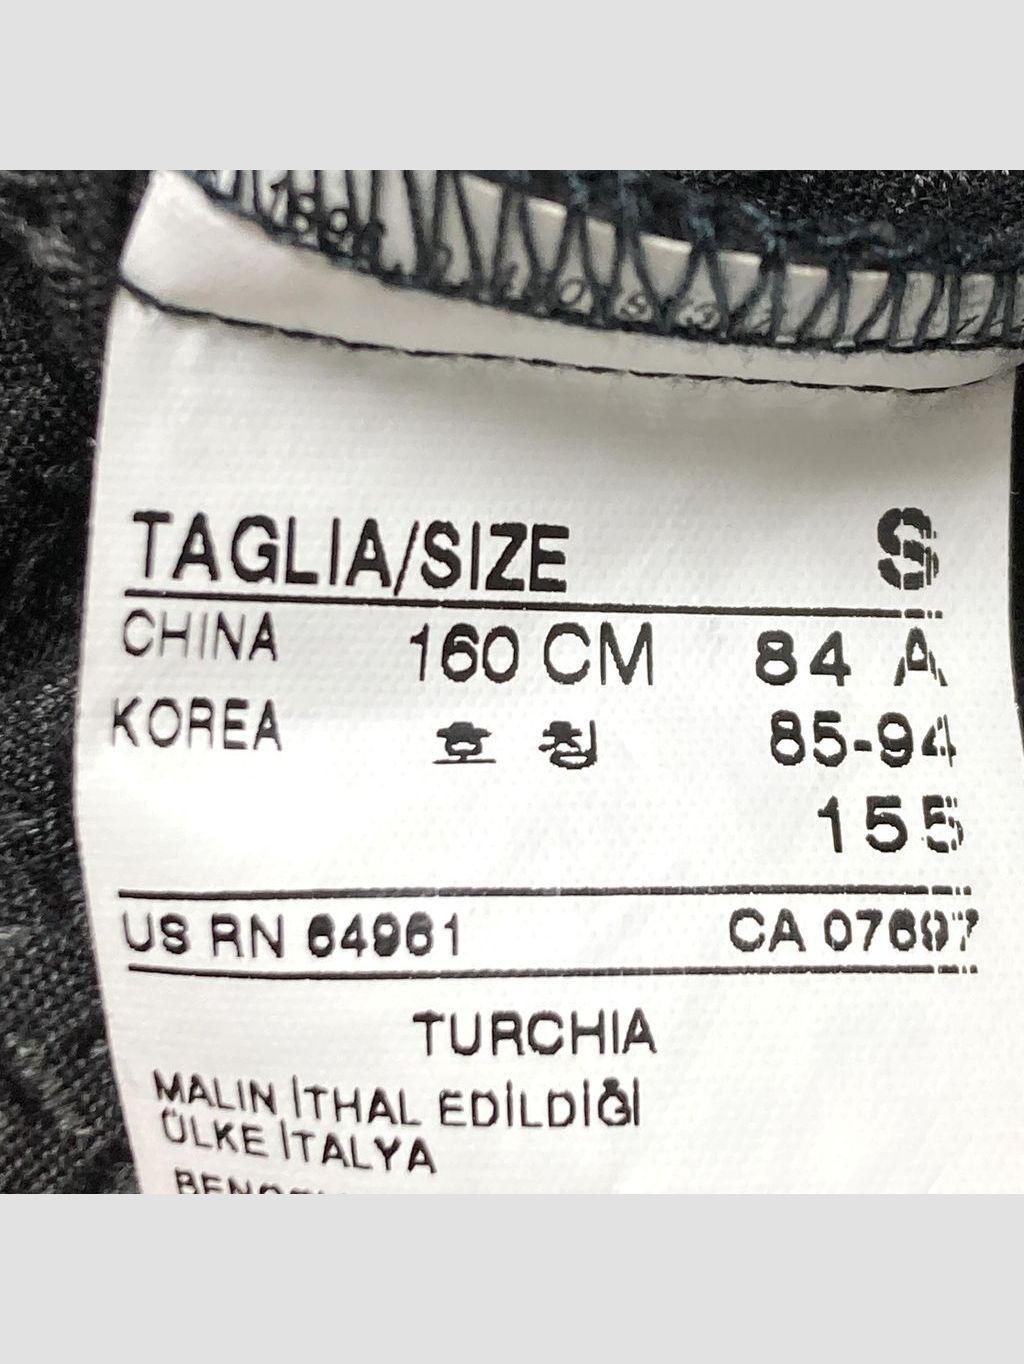 TAGLIA/SIZE S
CHINA 160 CM 84 A
KOREA 호칭 85-94
155
US RN 64961 CA 07697
TURCHIA
MALIN İTHAL EDİLDİĞİ
ÜLKE İTALYA